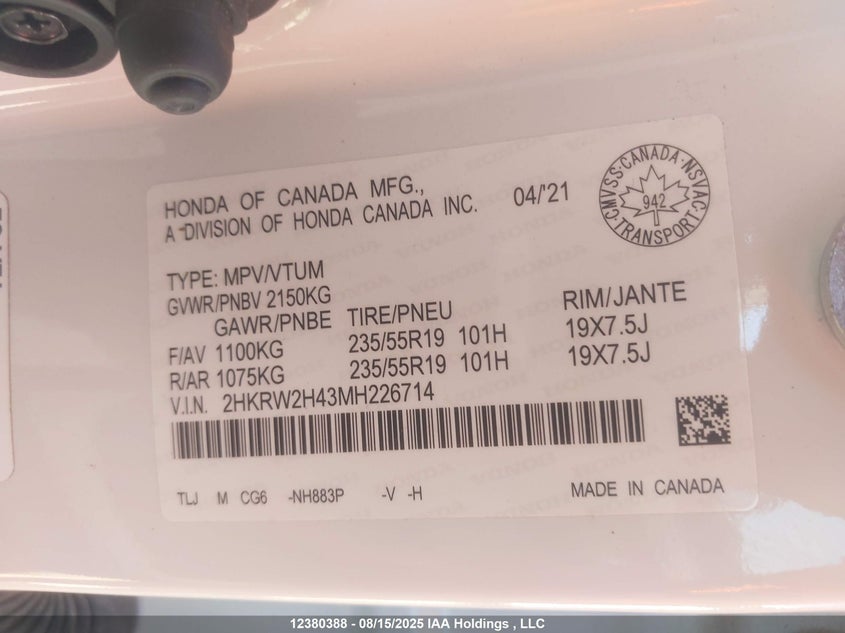 HONDA OF CANADA MFG.,
A DIVISION OF HONDA CANADA INC. 04/'21
CMVSS·CANADA·NSVAC
942
TRANSPORT
TYPE: MPV/VTUM
GVWR/PNBV 2150KG
GAWR/PNBE TIRE/PNEU RIM/JANTE
F/AV 1100KG 235/55R19 101H 19X7.5J
R/AR 1075KG 235/55R19 101H 19X7.5J
V.I.N. 2HKRW2H43MH226714
TLJ M CG6 -NH883P -V -H MADE IN CANADA
12380388 - 08/15/2025 IAA Holdings , LLC